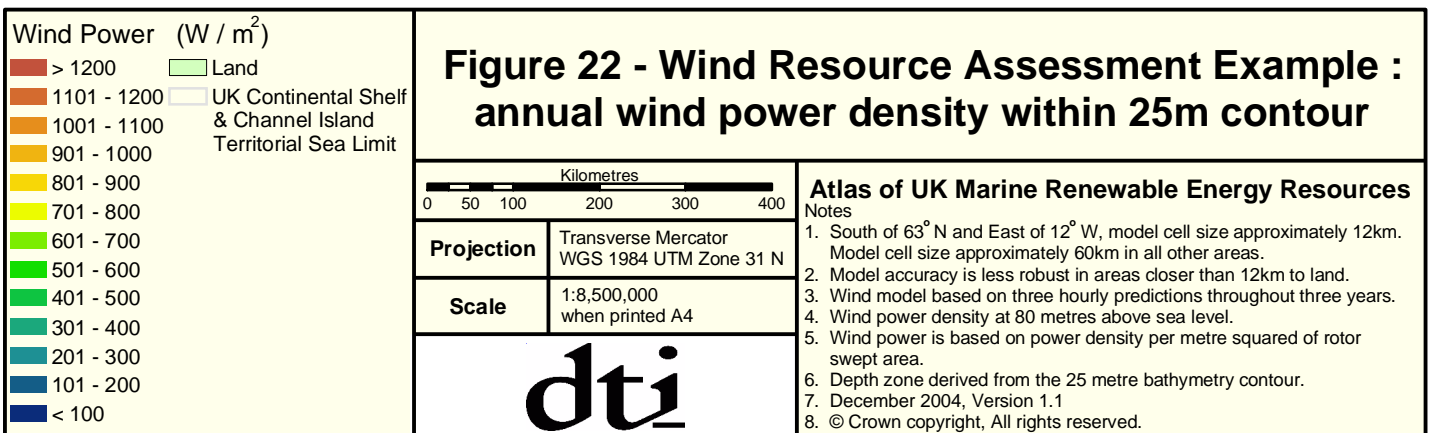 Wind Power (W / m²)
> 1200
1101 - 1200
1001 - 1100
901 - 1000
801 - 900
701 - 800
601 - 700
501 - 600
401 - 500
301 - 400
201 - 300
101 - 200
< 100
Land
UK Continental Shelf
& Channel Island
Territorial Sea Limit
Figure 22 - Wind Resource Assessment Example :
annual wind power density within 25m contour
Kilometres
0 50 100 200 300 400
Projection
Transverse Mercator
WGS 1984 UTM Zone 31 N
Scale
1:8,500,000
when printed A4
dti
Atlas of UK Marine Renewable Energy Resources
Notes
1. South of 63° N and East of 12° W, model cell size approximately 12km.
Model cell size approximately 60km in all other areas.
2. Model accuracy is less robust in areas closer than 12km to land.
3. Wind model based on three hourly predictions throughout three years.
4. Wind power density at 80 metres above sea level.
5. Wind power is based on power density per metre squared of rotor
swept area.
6. Depth zone derived from the 25 metre bathymetry contour.
7. December 2004, Version 1.1
8. © Crown copyright, All rights reserved.